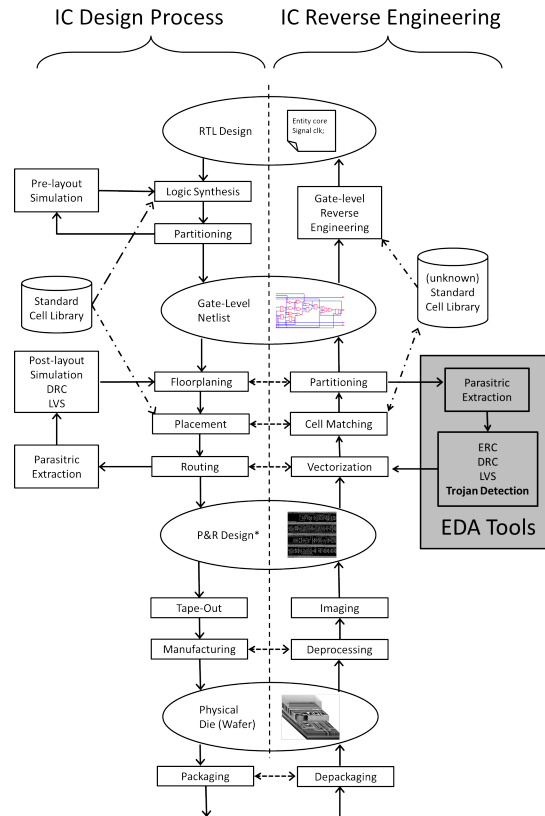 IC Design Process
IC Reverse Engineering
RTL Design
Entity core
Signal clk;
Pre-layout
Simulation
Logic Synthesis
Gate-level
Reverse
Engineering
Partitioning
Standard
Cell Library
(unknown)
Standard
Cell Library
Gate-Level
Netlist
Post-layout
Simulation
DRC
LVS
Floorplaning
Partitioning
Parasitric
Extraction
Placement
Cell Matching
Parasitric
Extraction
Routing
Vectorization
ERC
DRC
LVS
Trojan Detection
EDA Tools
P&R Design*
Tape-Out
Imaging
Manufacturing
Deprocessing
Physical
Die (Wafer)
Packaging
Depackaging